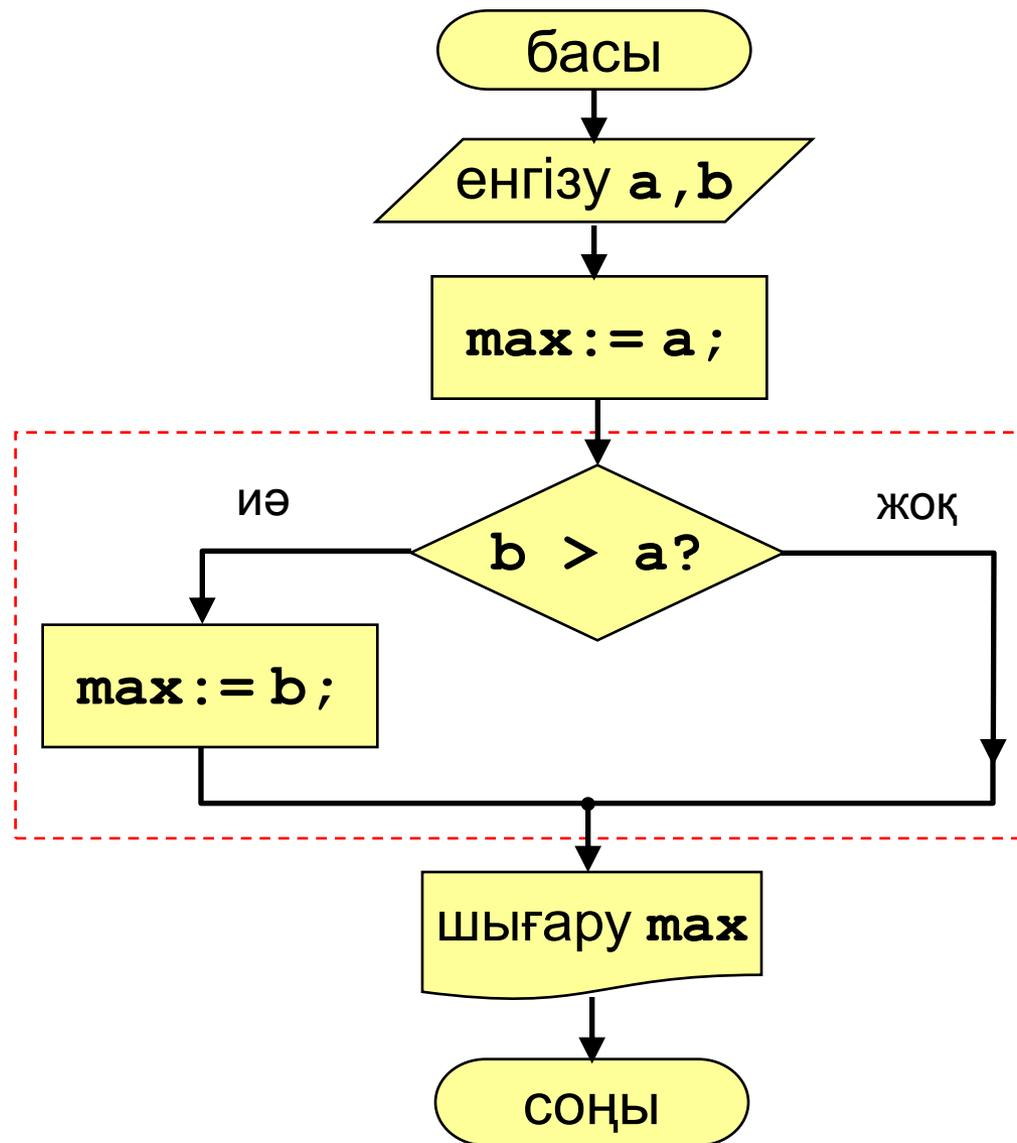 басы
енгізу a,b
max:= a;
иә
жоқ
b > a?
max:= b;
шығару max
соңы